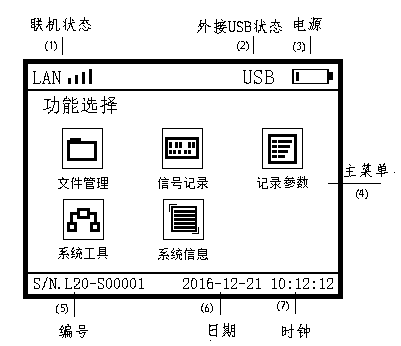 联机状态 外接USB状态 电源
(1) (2) (3)
LAN USB
功能选择
文件管理 信号记录 记录参数
主菜单
(4)
系统工具 系统信息
S/N.L20-S00001 2016-12-21 10:12:12
(5) (6) (7)
编号 日期 时钟